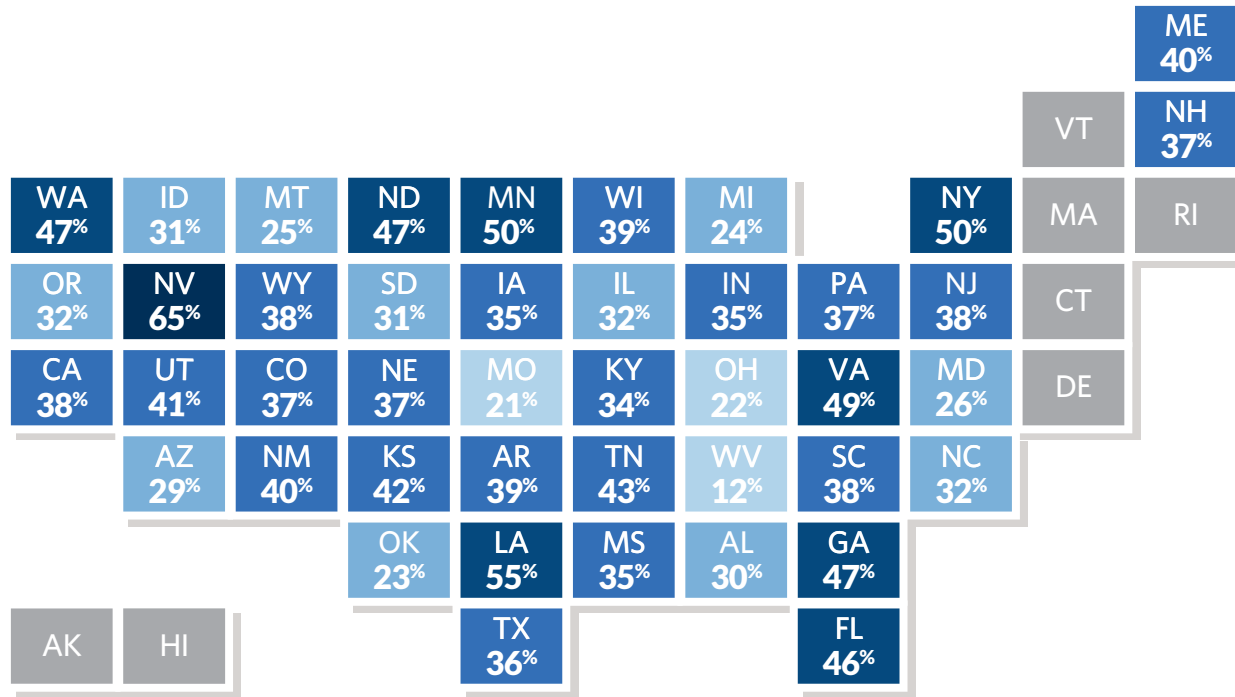 ME
40%
VT
NH
37%
WA
47%
ID
31%
MT
25%
ND
47%
MN
50%
WI
39%
MI
24%
NY
50%
MA
RI
OR
32%
NV
65%
WY
38%
SD
31%
IA
35%
IL
32%
IN
35%
PA
37%
NJ
38%
CT
CA
38%
UT
41%
CO
37%
NE
37%
MO
21%
KY
34%
OH
22%
VA
49%
MD
26%
DE
AZ
29%
NM
40%
KS
42%
AR
39%
TN
43%
WV
12%
SC
38%
NC
32%
OK
23%
LA
55%
MS
35%
AL
30%
GA
47%
AK
HI
TX
36%
FL
46%